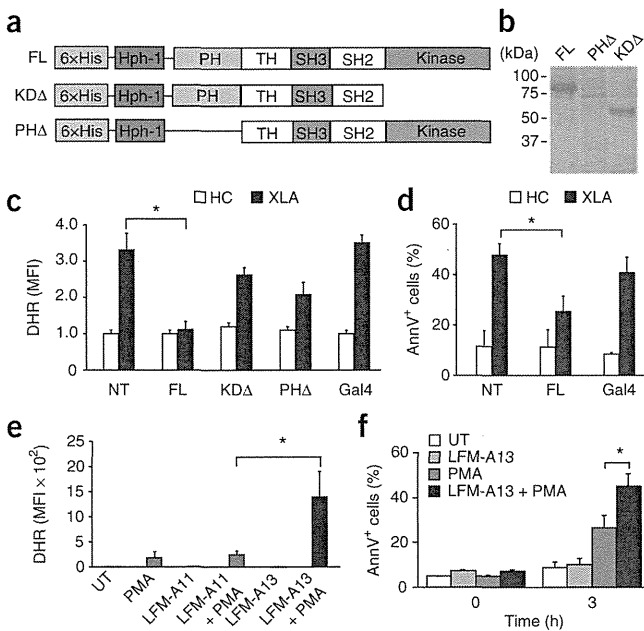 a
FL 6×His Hph-1 PH TH SH3 SH2 Kinase
KDΔ 6×His Hph-1 PH TH SH3 SH2
PHΔ 6×His Hph-1 TH SH3 SH2 Kinase
b
(kDa) FL PHΔ KDΔ
100
75
50
37
c
HC XLA
*
DHR (MFI)
4.0
3.0
2.0
1.0
0
NT FL KDΔ PHΔ Gal4
d
HC XLA
*
AnnV+ cells (%)
60
40
20
0
NT FL Gal4
e
*
DHR (MFI × 10²)
25
20
15
10
5
0
UT
PMA
LFM-A11
LFM-A11 + PMA
LFM-A13
LFM-A13 + PMA
f
UT
LFM-A13
PMA
LFM-A13 + PMA
*
AnnV+ cells (%)
60
40
20
0
0 3
Time (h)